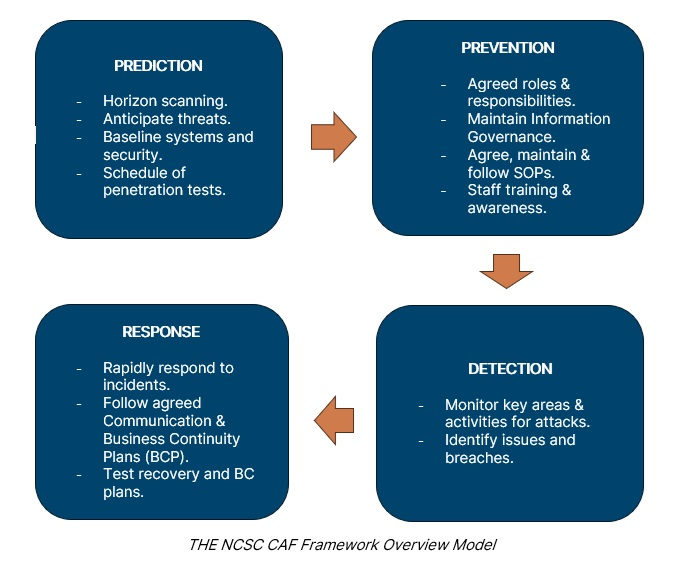 PREDICTION
- Horizon scanning.
- Anticipate threats.
- Baseline systems and
security.
- Schedule of
penetration tests.
PREVENTION
- Agreed roles &
responsibilities.
- Maintain Information
Governance.
- Agree, maintain &
follow SOPs.
- Staff training &
awareness.
DETECTION
- Monitor key areas &
activities for attacks.
- Identify issues and
breaches.
RESPONSE
- Rapidly respond to
incidents.
- Follow agreed
Communication &
Business Continuity
Plans (BCP).
- Test recovery and BC
plans.
THE NCSC CAF Framework Overview Model